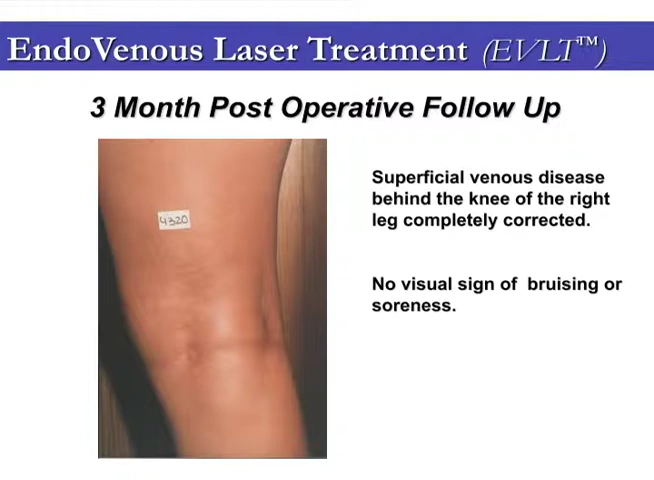 EndoVenous Laser Treatment (EVLT™)
3 Month Post Operative Follow Up
Superficial venous disease
behind the knee of the right
leg completely corrected.
4320
No visual sign of bruising or
soreness.